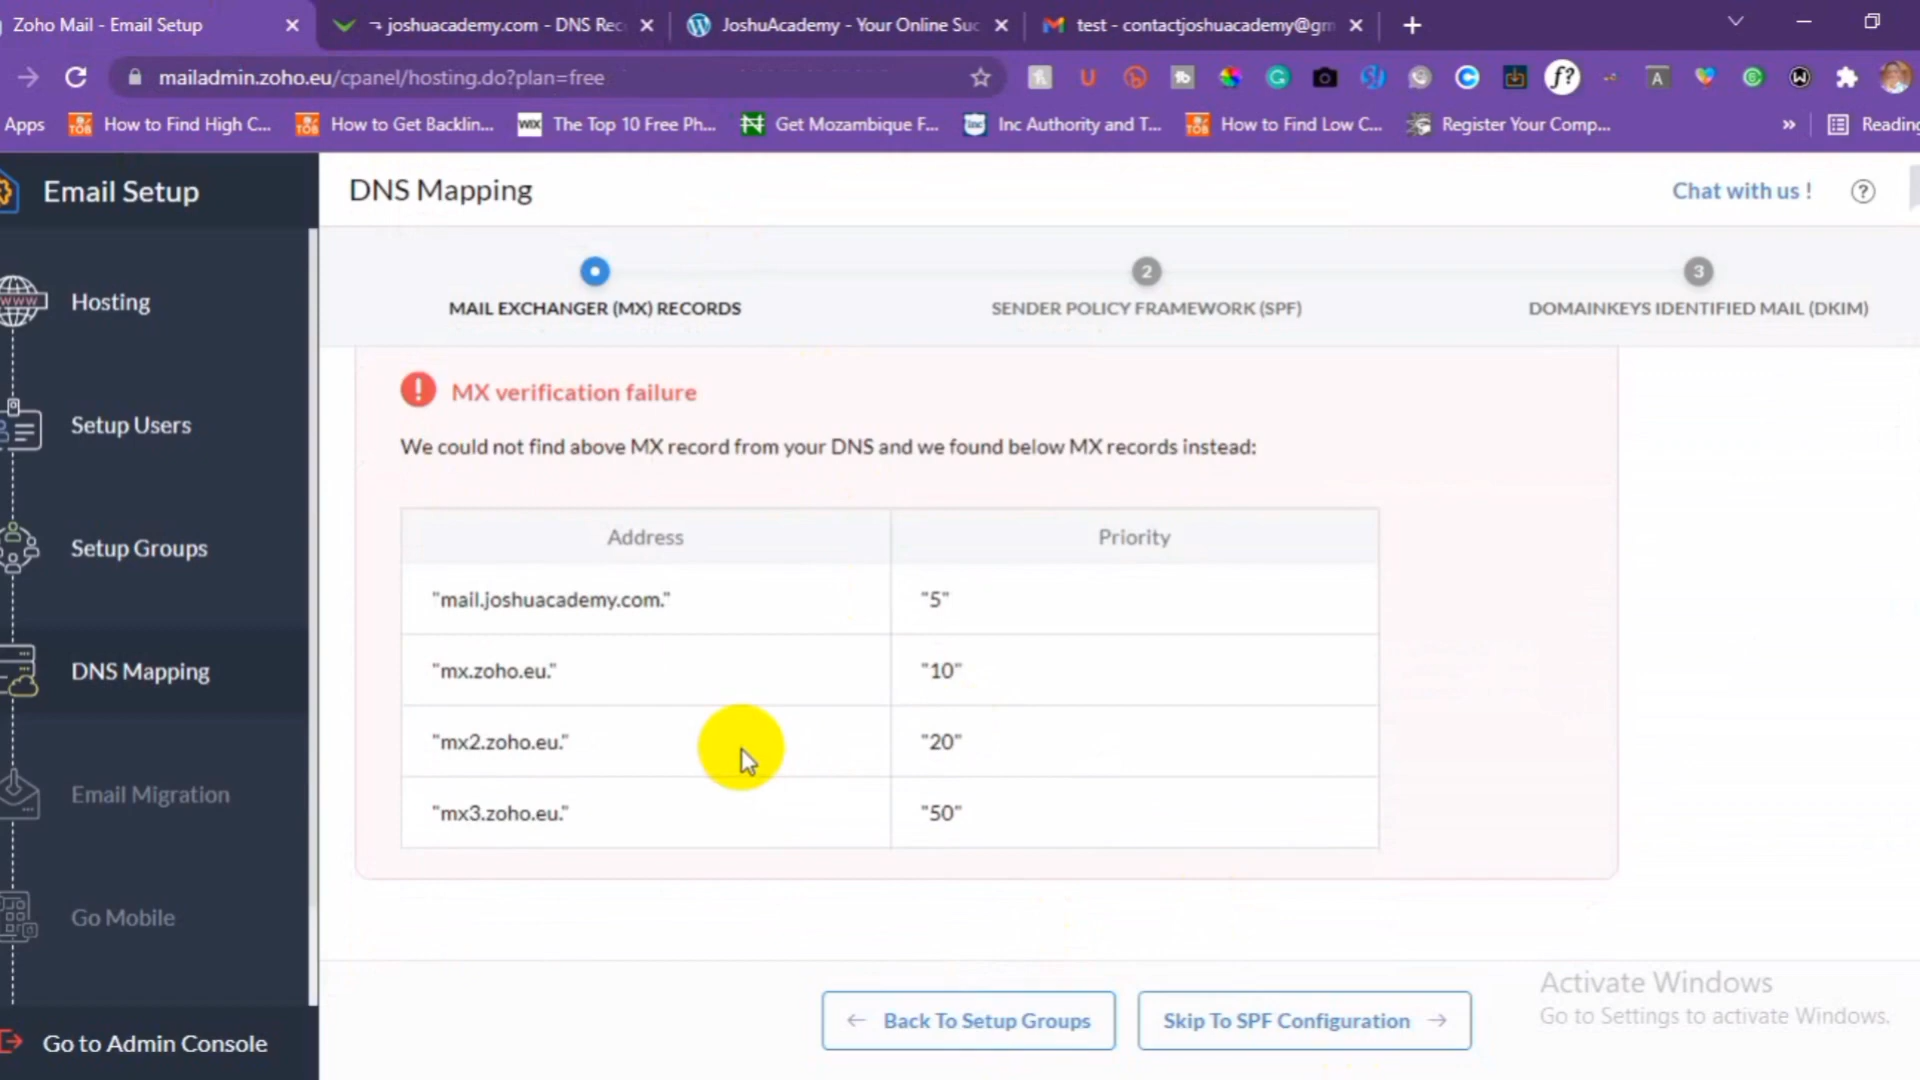 Zoho Mail - Email Setup
joshuacademy.com - DNS Rec
JoshuAcademy - Your Online Suc
test - contactjoshuacademy@gm
mailadmin.zoho.eu/cpanel/hosting.do?plan=free
Apps
How to Find High C...
How to Get Backlin...
WIX
The Top 10 Free Ph...
Get Mozambique F...
Inc Authority and T...
How to Find Low C...
Register Your Comp...
Reading
Email Setup
DNS Mapping
Chat with us !
2
3
MAIL EXCHANGER (MX) RECORDS
SENDER POLICY FRAMEWORK (SPF)
DOMAINKEYS IDENTIFIED MAIL (DKIM)
WWW
Hosting
Setup Users
Setup Groups
DNS Mapping
Email Migration
Go Mobile
Go to Admin Console
MX verification failure
We could not find above MX record from your DNS and we found below MX records instead:
Address Priority
"mail.joshuacademy.com." "5"
"mx.zoho.eu." "10"
"mx2.zoho.eu." "20"
"mx3.zoho.eu." "50"
Back To Setup Groups
Skip To SPF Configuration
Activate Windows
Go to Settings to activate Windows.